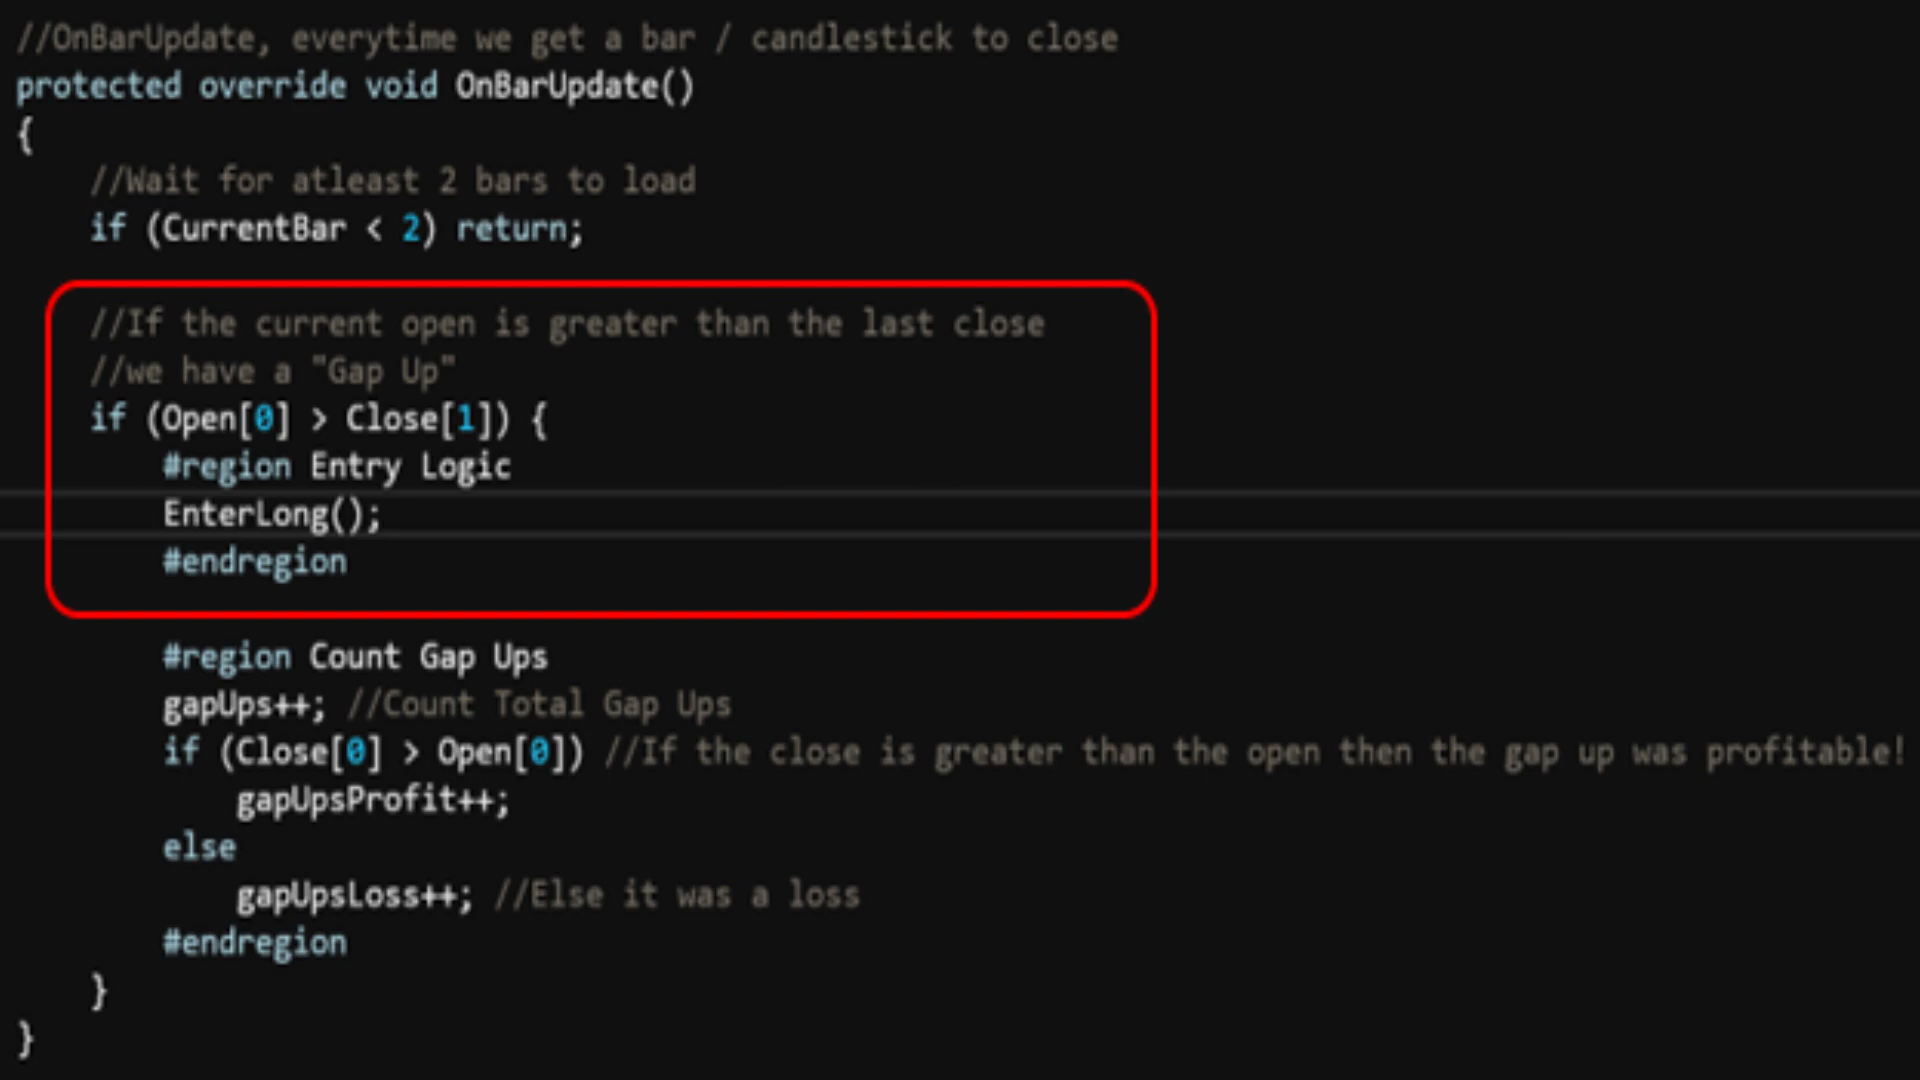 //OnBarUpdate, everytime we get a bar / candlestick to close
protected override void OnBarUpdate()
{
    //Wait for atleast 2 bars to load
    if (CurrentBar < 2) return;
    //If the current open is greater than the last close
    //we have a "Gap Up"
    if (Open[0] > Close[1]) {
        #region Entry Logic
        EnterLong();
        #endregion
        #region Count Gap Ups
        gapUps++; //Count Total Gap Ups
        if (Close[0] > Open[0]) //If the close is greater than the open then the gap up was profitable!
            gapUpsProfit++;
        else
            gapUpsLoss++; //Else it was a loss
        #endregion
    }
}